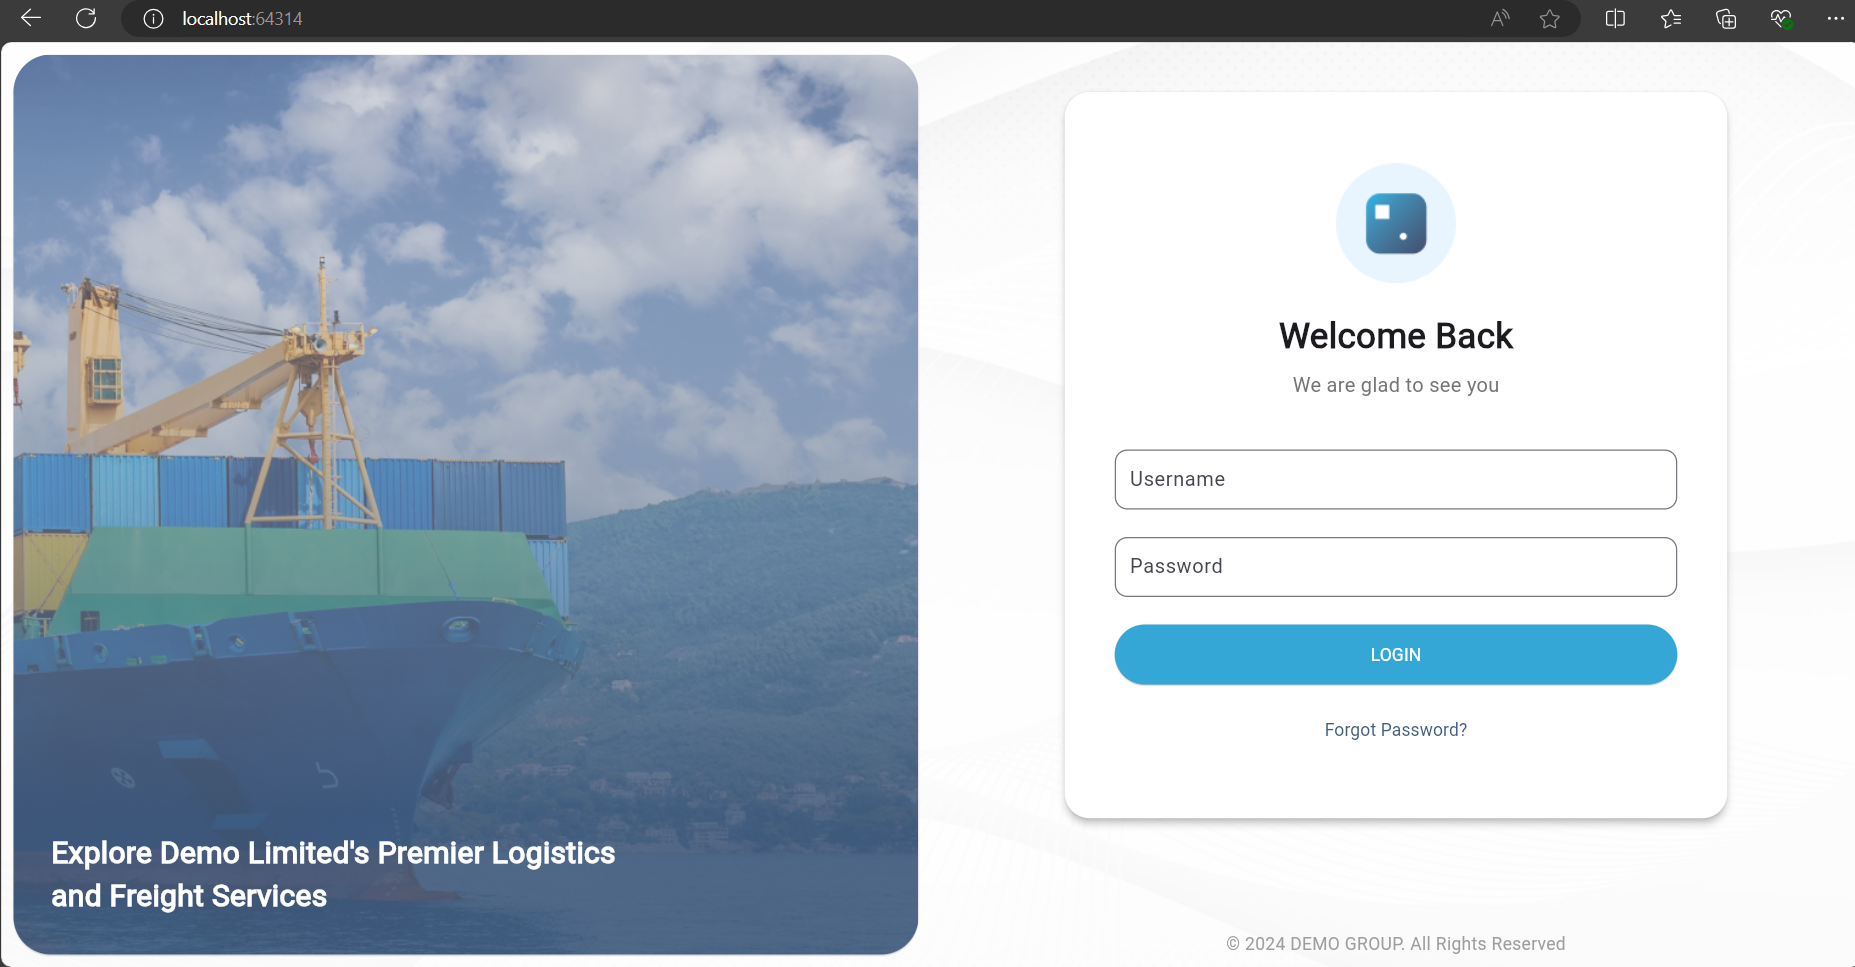 localhost:64314
Explore Demo Limited's Premier Logistics
and Freight Services
Welcome Back
We are glad to see you
Username
Password
LOGIN
Forgot Password?
© 2024 DEMO GROUP. All Rights Reserved